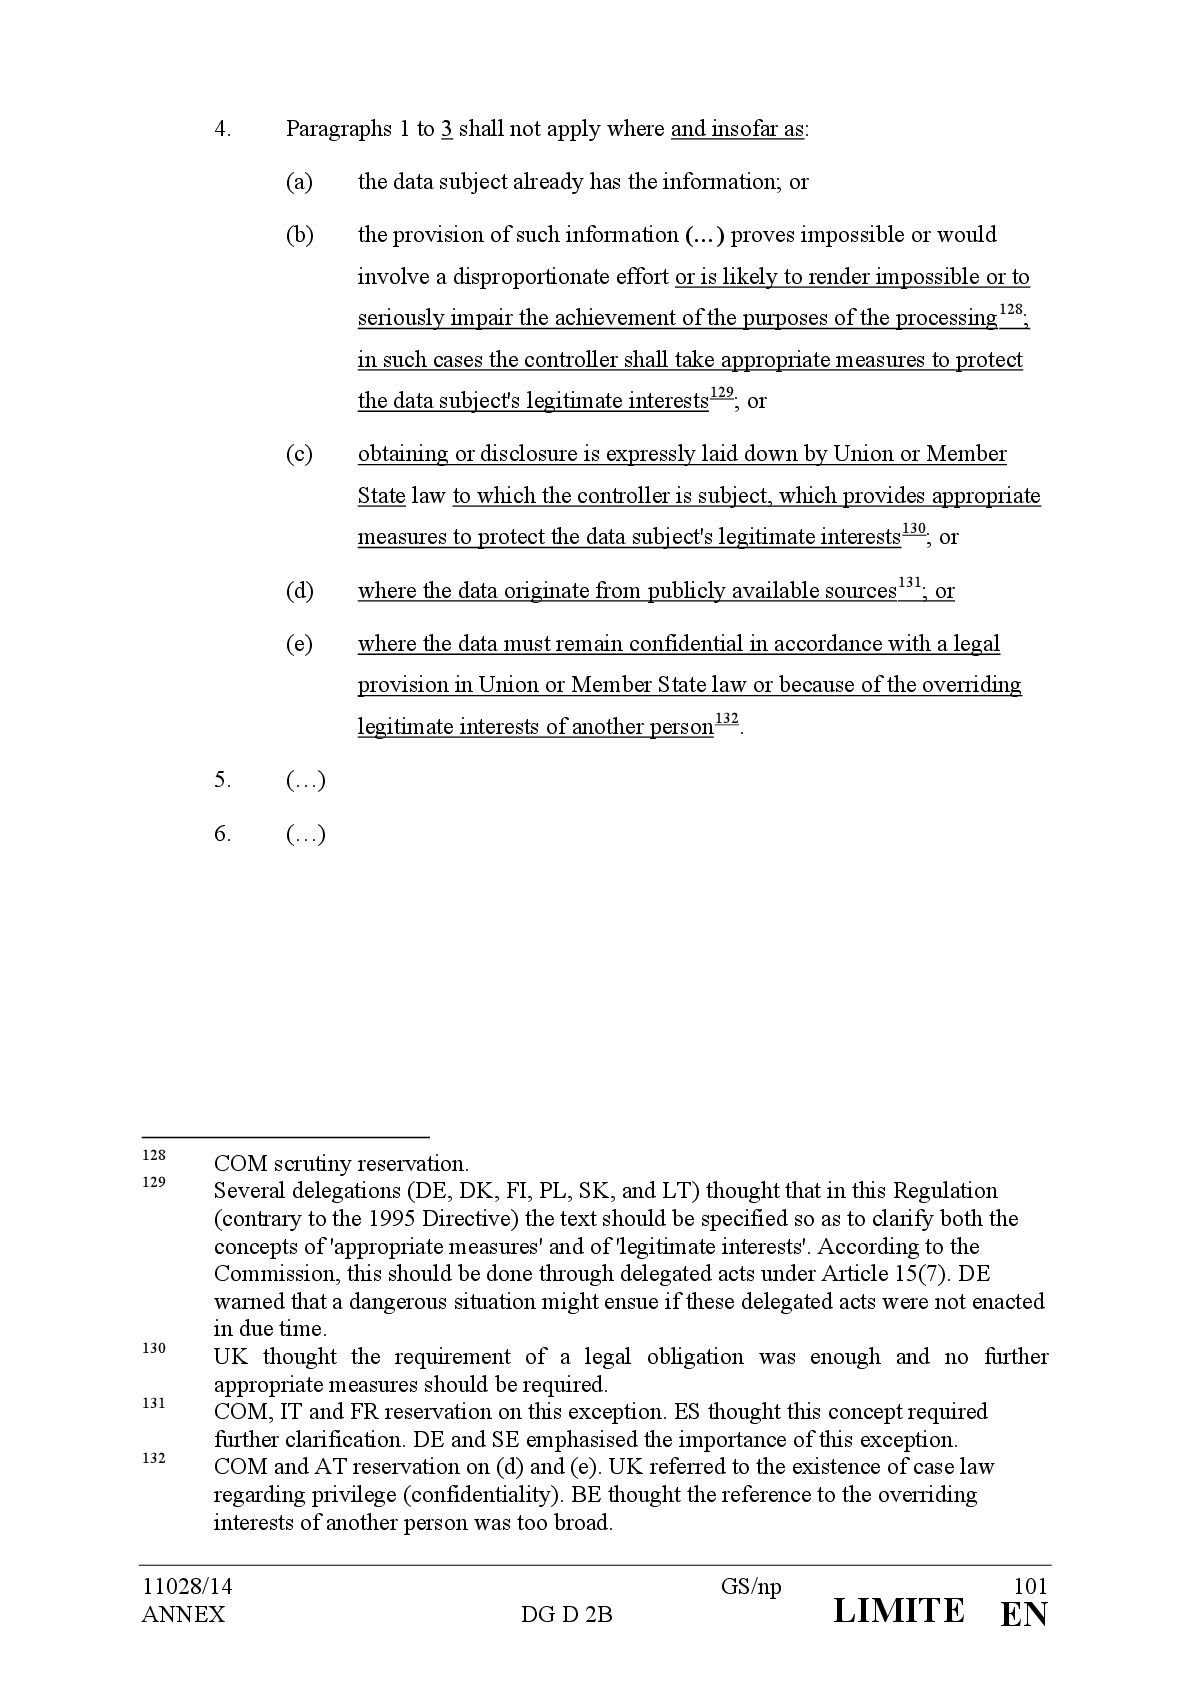 4. Paragraphs 1 to 3 shall not apply where and insofar as:
(a) the data subject already has the information; or
(b) the provision of such information (…) proves impossible or would
involve a disproportionate effort or is likely to render impossible or to
seriously impair the achievement of the purposes of the processing128;
in such cases the controller shall take appropriate measures to protect
the data subject's legitimate interests129; or
(c) obtaining or disclosure is expressly laid down by Union or Member
State law to which the controller is subject, which provides appropriate
measures to protect the data subject's legitimate interests130; or
(d) where the data originate from publicly available sources131; or
(e) where the data must remain confidential in accordance with a legal
provision in Union or Member State law or because of the overriding
legitimate interests of another person132.
5. (…)
6. (…)
128 COM scrutiny reservation.
129 Several delegations (DE, DK, FI, PL, SK, and LT) thought that in this Regulation
(contrary to the 1995 Directive) the text should be specified so as to clarify both the
concepts of 'appropriate measures' and of 'legitimate interests'. According to the
Commission, this should be done through delegated acts under Article 15(7). DE
warned that a dangerous situation might ensue if these delegated acts were not enacted
in due time.
130 UK thought the requirement of a legal obligation was enough and no further
appropriate measures should be required.
131 COM, IT and FR reservation on this exception. ES thought this concept required
further clarification. DE and SE emphasised the importance of this exception.
132 COM and AT reservation on (d) and (e). UK referred to the existence of case law
regarding privilege (confidentiality). BE thought the reference to the overriding
interests of another person was too broad.
11028/14 GS/np 101
ANNEX DG D 2B LIMITE EN